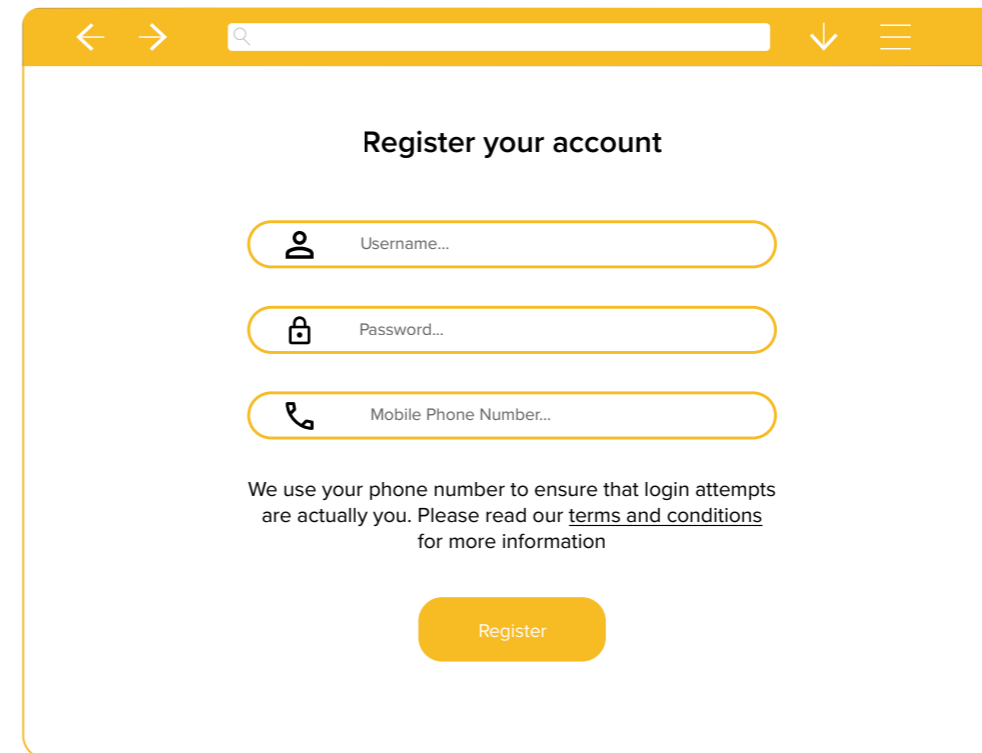 Register your account
Username...
Password...
Mobile Phone Number...
We use your phone number to ensure that login attempts
are actually you. Please read our terms and conditions
for more information
Register